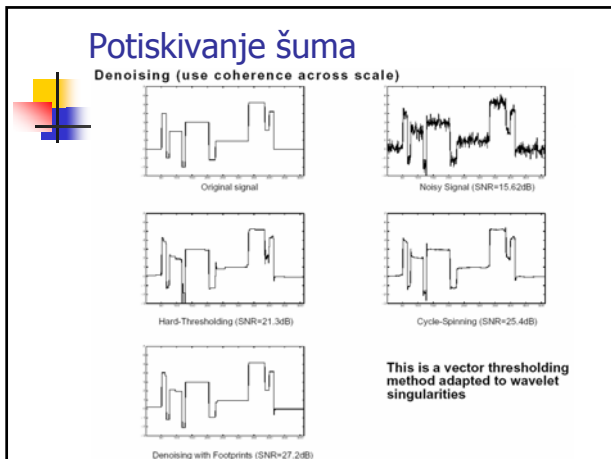 Potiskivanje šuma
Denoising (use coherence across scale)
Original signal
Noisy Signal (SNR=15.62dB)
Hard-Thresholding (SNR=21.3dB)
Cycle-Spinning (SNR=25.4dB)
Denoising with Footprints (SNR=27.2dB)
This is a vector thresholding
method adapted to wavelet
singularities